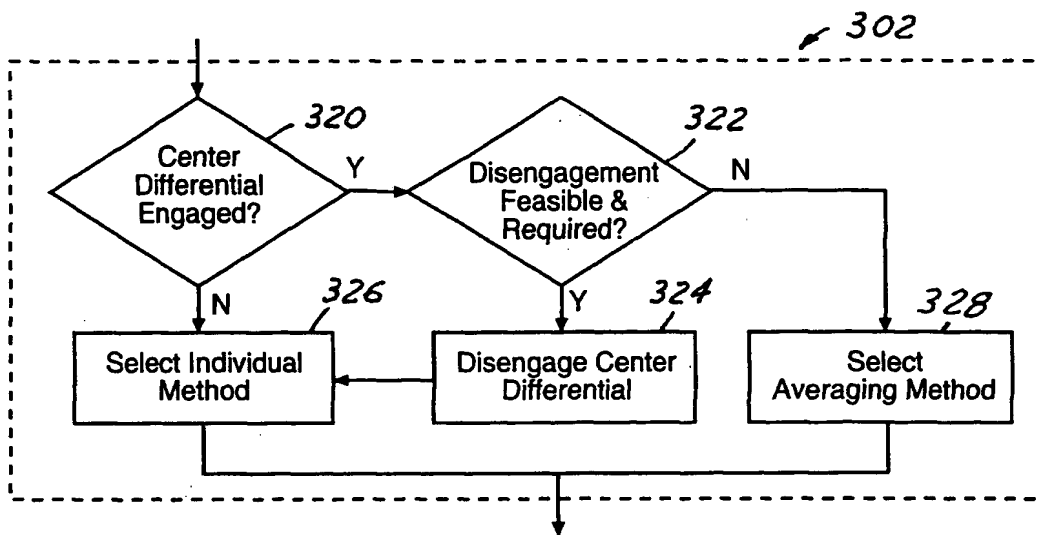 302
320
Center
Differential
Engaged?
Y
322
Disengagement
Feasible &
Required?
N
N
326
Select Individual
Method
Y
324
Disengage Center
Differential
328
Select
Averaging Method